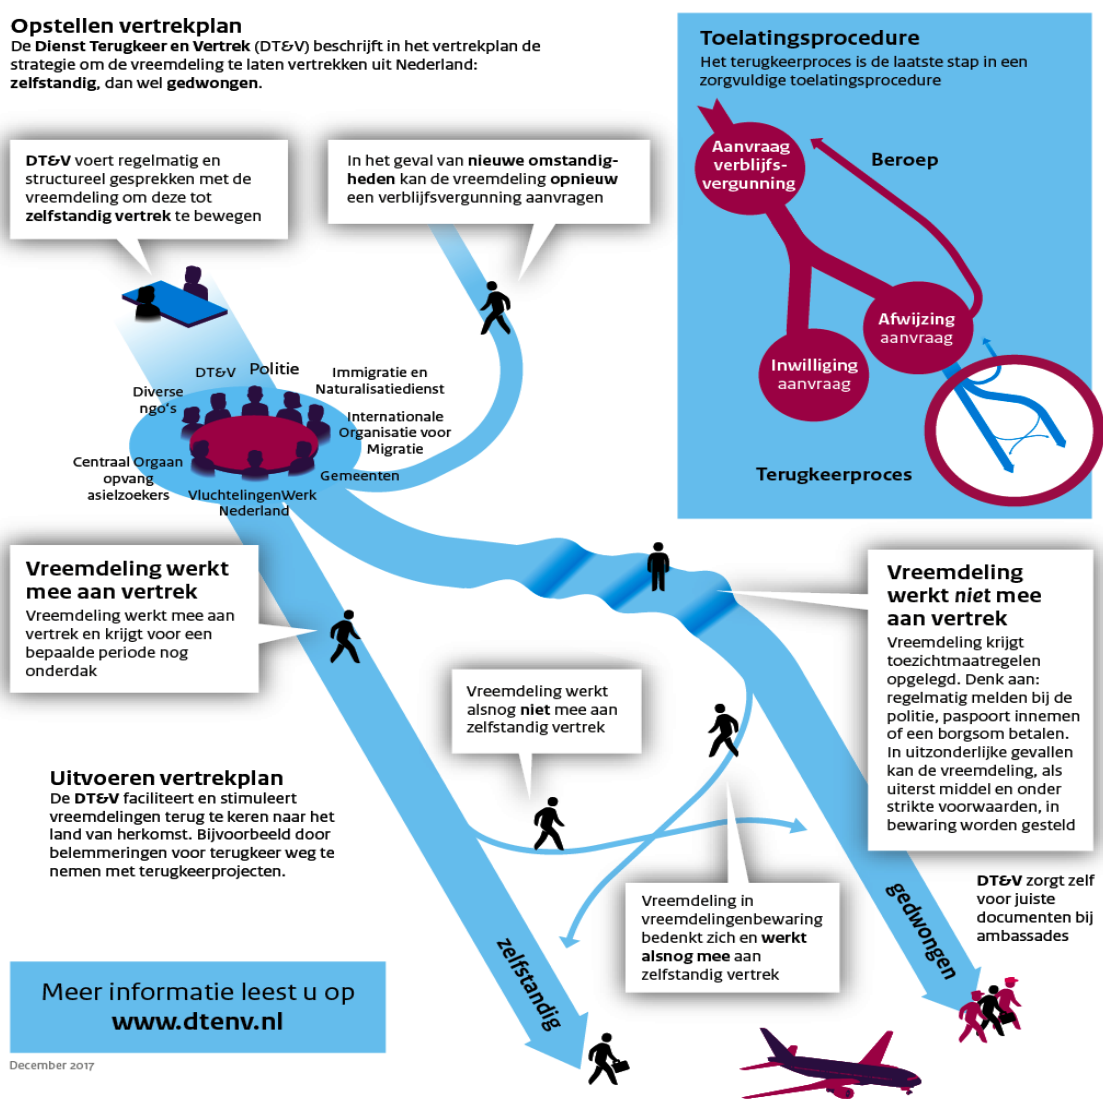 Opstellen vertrekplan
De Dienst Terugkeer en Vertrek (DT&V) beschrijft in het vertrekplan de
strategie om de vreemdeling te laten vertrekken uit Nederland:
zelfstandig, dan wel gedwongen.
DT&V voert regelmatig en
structureel gesprekken met de
vreemdeling om deze tot
zelfstandig vertrek te bewegen
In het geval van nieuwe omstandig-
heden kan de vreemdeling opnieuw
een verblijfsvergunning aanvragen
Toelatingsprocedure
Het terugkeerproces is de laatste stap in een
zorgvuldige toelatingsprocedure
Aanvraag
verblijfs-
vergunning
Beroep
Afwijzing
aanvraag
Inwilliging
aanvraag
Terugkeerproces
DT&V
Politie
Immigratie en
Naturalisatiedienst
Diverse
ngo's
Internationale
Organisatie voor
Migratie
Centraal Orgaan
opvang
asielzoekers
Gemeenten
VluchtelingenWerk
Nederland
Vreemdeling werkt
mee aan vertrek
Vreemdeling werkt mee aan
vertrek en krijgt voor een
bepaalde periode nog
onderdak
Vreemdeling
werkt niet mee
aan vertrek
Vreemdeling krijgt
toezichtmaatregelen
opgelegd. Denk aan:
regelmatig melden bij de
politie, paspoort innemen
of een borgsom betalen.
In uitzonderlijke gevallen
kan de vreemdeling, als
uiterst middel en onder
strikte voorwaarden, in
bewaring worden gesteld
Vreemdeling werkt
alsnog niet mee aan
zelfstandig vertrek
Uitvoeren vertrekplan
De DT&V faciliteert en stimuleert
vreemdelingen terug te keren naar het
land van herkomst. Bijvoorbeeld door
belemmeringen voor terugkeer weg te
nemen met terugkeerprojecten.
Vreemdeling in
vreemdelingenbewaring
bedenkt zich en werkt
alsnog mee aan
zelfstandig vertrek
zelfstandig
gedwongen
DT&V zorgt zelf
voor juiste
documenten bij
ambassades
Meer informatie leest u op
www.dtenv.nl
December 2017